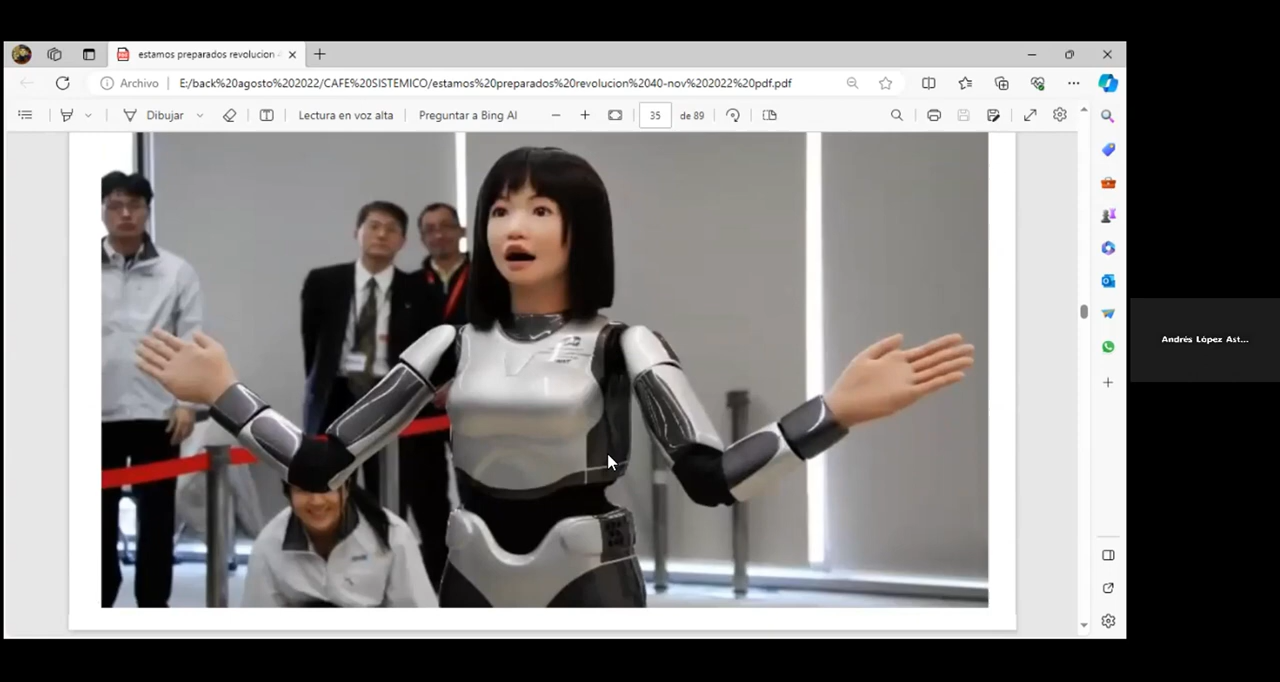 estamos preparados revolucion
Archivo
E:/back%20agosto%202022/CAFE%20SISTEMICO/estamos%20preparados%20revolucion%2040-nov%202022%20pdf.pdf
Dibujar
Lectura en voz alta
Preguntar a Bing AI
35
de 89
Andrés López Ast...